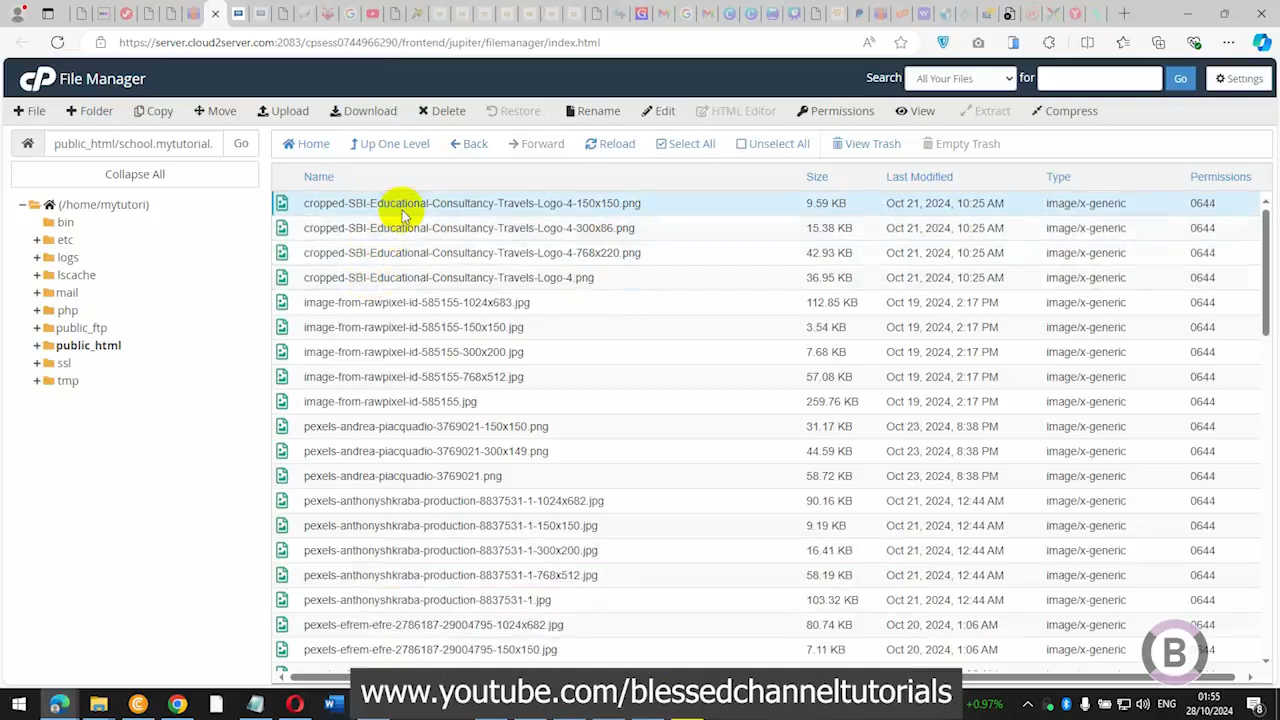 https://server.cloud2server.com:2083/cpsess0744966290/frontend/jupiter/filemanager/index.html
cP File Manager
Search All Your Files for Go Settings
File Folder Copy Move Upload Download Delete Restore Rename Edit HTML Editor Permissions View Extract Compress
public_html/school.mytutorial. Go Home Up One Level Back Forward Reload Select All Unselect All View Trash Empty Trash
Collapse All
(/home/mytutori)
bin
etc
logs
lscache
mail
php
public_ftp
public_html
ssl
tmp
Name Size Last Modified Type Permissions
cropped-SBI-Educational-Consultancy-Travels-Logo-4-150x150.png 9.59 KB Oct 21, 2024, 10:25 AM image/x-generic 0644
cropped-SBI-Educational-Consultancy-Travels-Logo-4-300x86.png 15.38 KB Oct 21, 2024, 10:25 AM image/x-generic 0644
cropped-SBI-Educational-Consultancy-Travels-Logo-4-768x220.png 42.93 KB Oct 21, 2024, 10:25 AM image/x-generic 0644
cropped-SBI-Educational-Consultancy-Travels-Logo-4.png 36.95 KB Oct 21, 2024, 10:25 AM image/x-generic 0644
image-from-rawpixel-id-585155-1024x683.jpg 112.85 KB Oct 19, 2024, 2:17 PM image/x-generic 0644
image-from-rawpixel-id-585155-150x150.jpg 3.54 KB Oct 19, 2024, 2:17 PM image/x-generic 0644
image-from-rawpixel-id-585155-300x200.jpg 7.68 KB Oct 19, 2024, 2:17 PM image/x-generic 0644
image-from-rawpixel-id-585155-768x512.jpg 57.08 KB Oct 19, 2024, 2:17 PM image/x-generic 0644
image-from-rawpixel-id-585155.jpg 259.76 KB Oct 19, 2024, 2:17 PM image/x-generic 0644
pexels-andrea-piacquadio-3769021-150x150.png 31.17 KB Oct 23, 2024, 8:38 PM image/x-generic 0644
pexels-andrea-piacquadio-3769021-300x149.png 44.59 KB Oct 23, 2024, 8:38 PM image/x-generic 0644
pexels-andrea-piacquadio-3769021.png 58.72 KB Oct 23, 2024, 8:38 PM image/x-generic 0644
pexels-anthonyshkraba-production-8837531-1-1024x682.jpg 90.16 KB Oct 21, 2024, 12:44 AM image/x-generic 0644
pexels-anthonyshkraba-production-8837531-1-150x150.jpg 9.19 KB Oct 21, 2024, 12:44 AM image/x-generic 0644
pexels-anthonyshkraba-production-8837531-1-300x200.jpg 16.41 KB Oct 21, 2024, 12:44 AM image/x-generic 0644
pexels-anthonyshkraba-production-8837531-1-768x512.jpg 58.19 KB Oct 21, 2024, 12:44 AM image/x-generic 0644
pexels-anthonyshkraba-production-8837531-1.jpg 103.32 KB Oct 21, 2024, 12:44 AM image/x-generic 0644
pexels-efrem-efre-2786187-29004795-1024x682.jpg 80.74 KB Oct 20, 2024, 1:06 AM image/x-generic 0644
pexels-efrem-efre-2786187-29004795-150x150.jpg 7.11 KB Oct 20, 2024, 1:06 AM image/x-generic 0644
B
www.youtube.com/blessedchanneltutorials
+0.97% ENG 01:55
28/10/2024